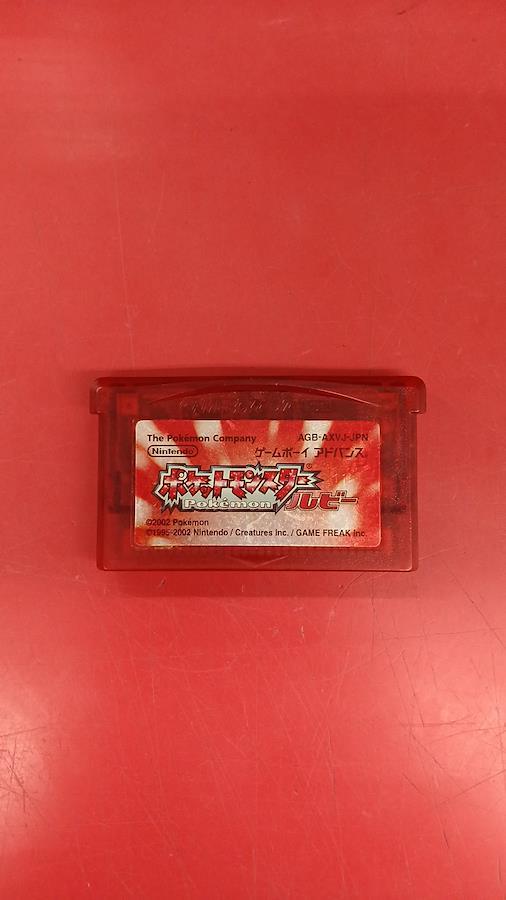 The Pokémon Company
AGB-AXVJ-JPN
Nintendo
ゲームボーイ アドバンス
ポケットモンスター®
Pokémon
ルビー
©2002 Pokémon
©1995-2002 Nintendo / Creatures inc. / GAME FREAK inc.